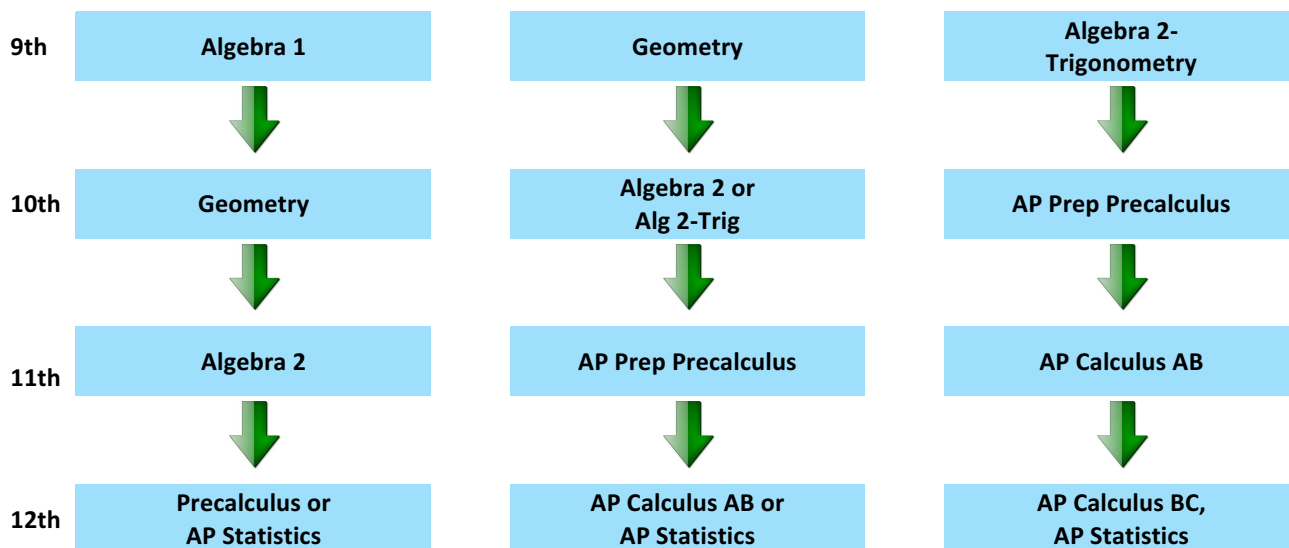 9th
Algebra 1
Geometry
Algebra 2-
Trigonometry
10th
Geometry
Algebra 2 or
Alg 2-Trig
AP Prep Precalculus
11th
Algebra 2
AP Prep Precalculus
AP Calculus AB
12th
Precalculus or
AP Statistics
AP Calculus AB or
AP Statistics
AP Calculus BC,
AP Statistics